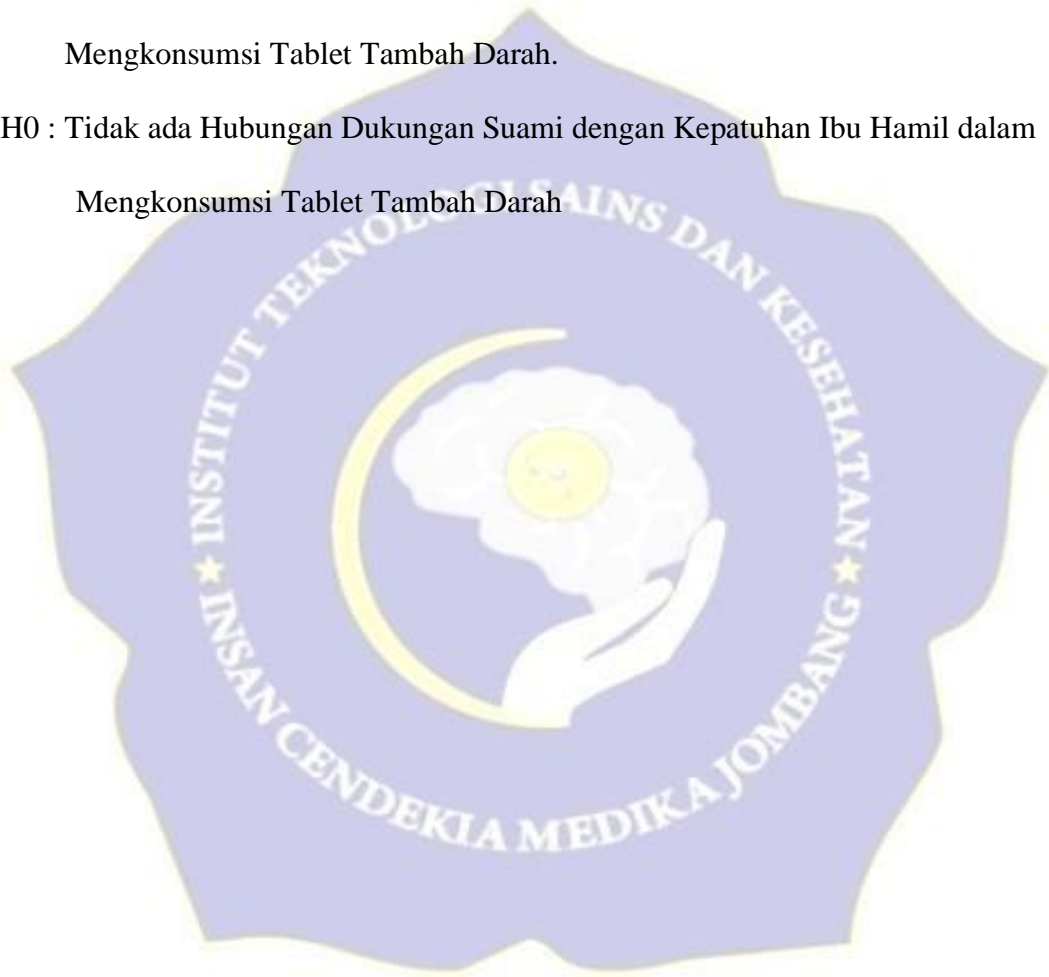 Mengkonsumsi Tablet Tambah Darah.
H0 : Tidak ada Hubungan Dukungan Suami dengan Kepatuhan Ibu Hamil dalam
Mengkonsumsi Tablet Tambah Darah
INSTITUT TEKNOLOGI SAINS DAN KESEHATAN
INSAN CENDEKIA MEDIKA JOMBANG